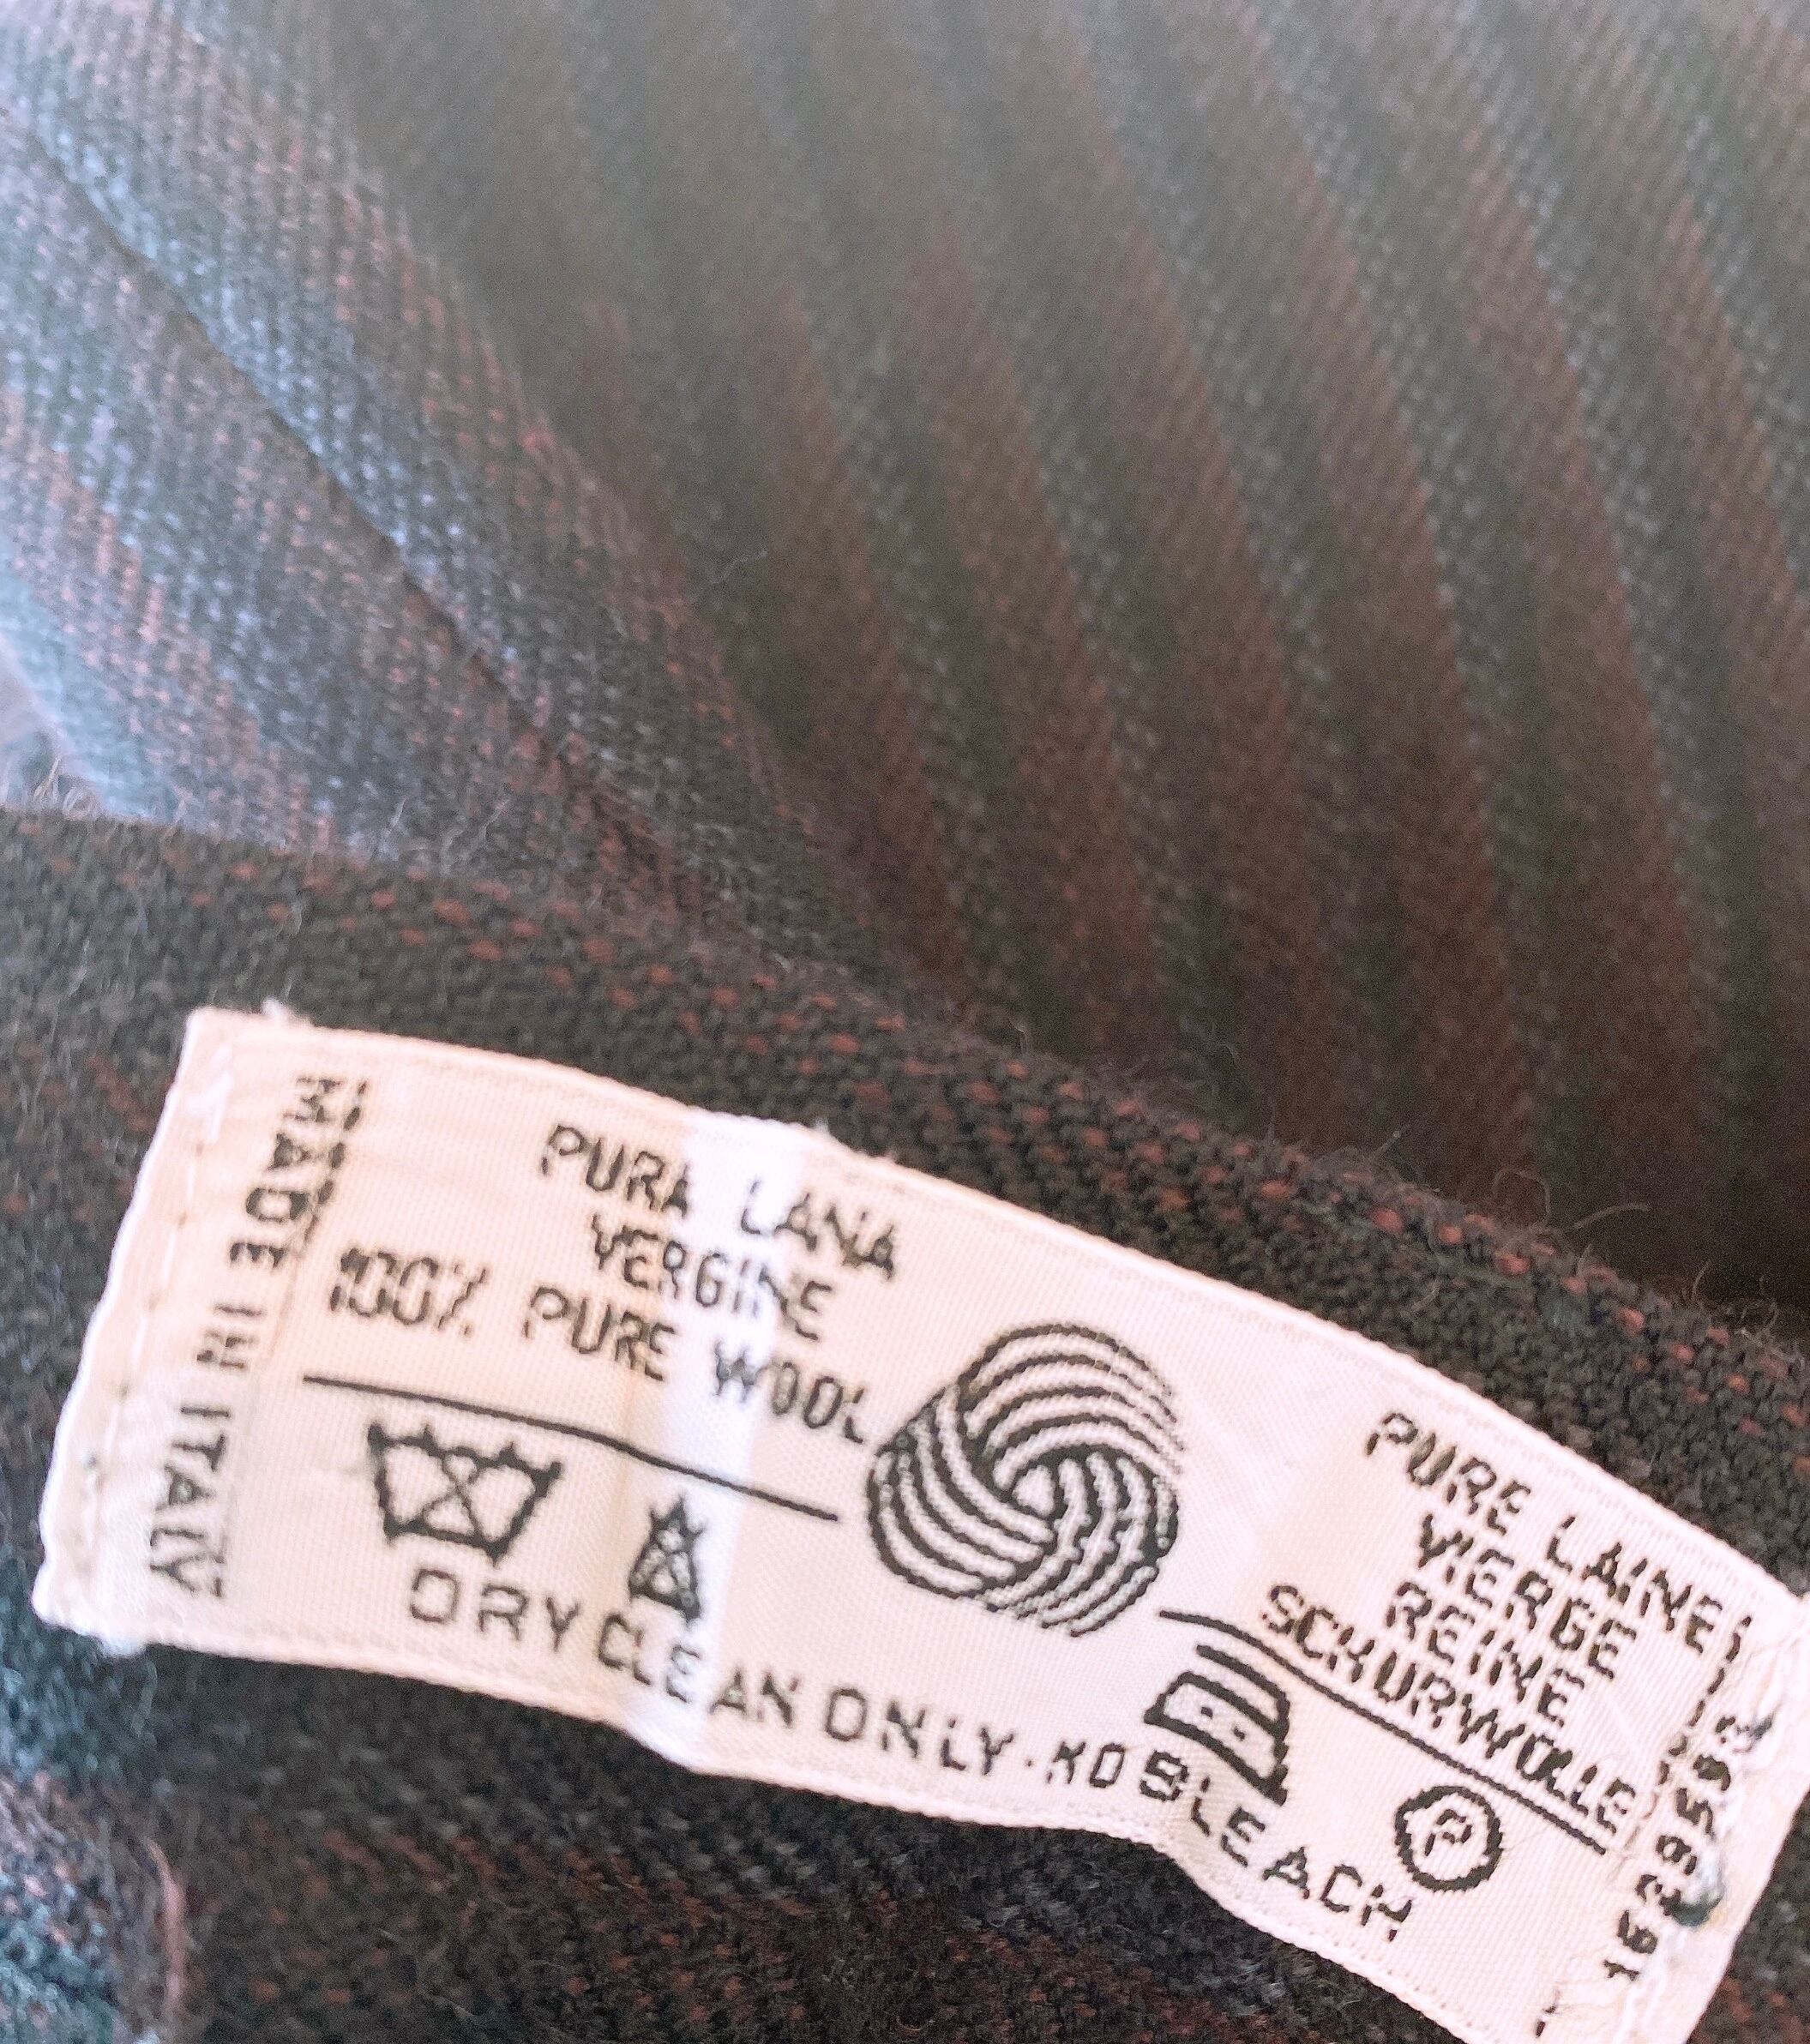 MADE IN ITALY
PURA LANA
VERGINE
100% PURE WOOL
DRY CLEAN ONLY · NO BLEACH
PURE LAINE
VIERGE
REINE
SCHURWOLLE
P